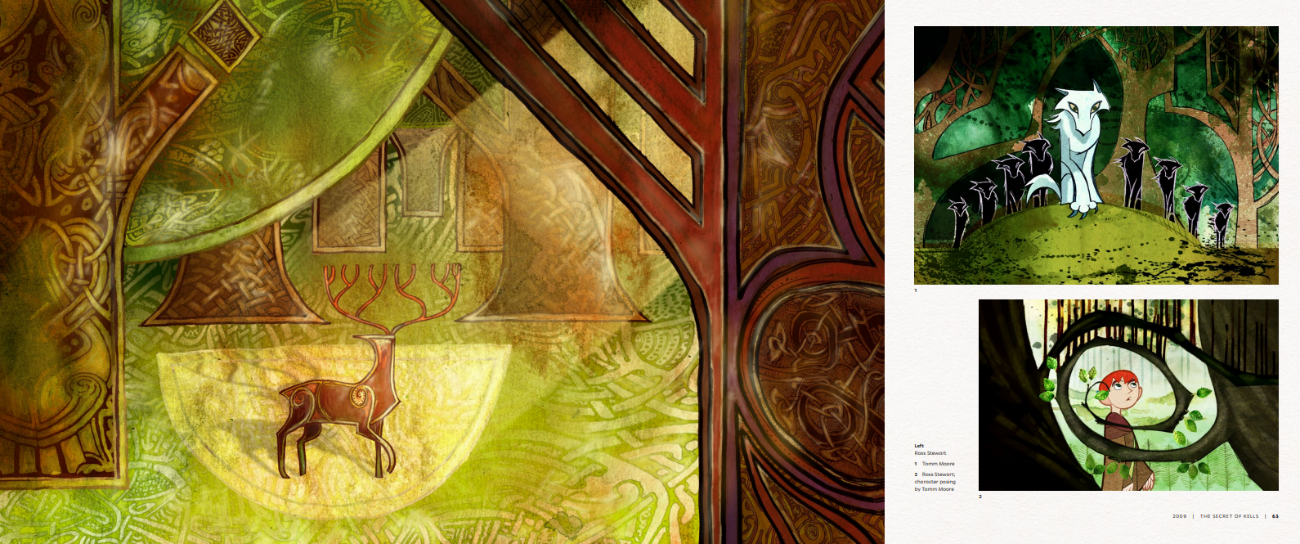 1
Left
Ross Stewart
1 Tomm Moore
2 Ross Stewart;
character posing
by Tomm Moore
2
2009 | THE SECRET OF KELLS | 63